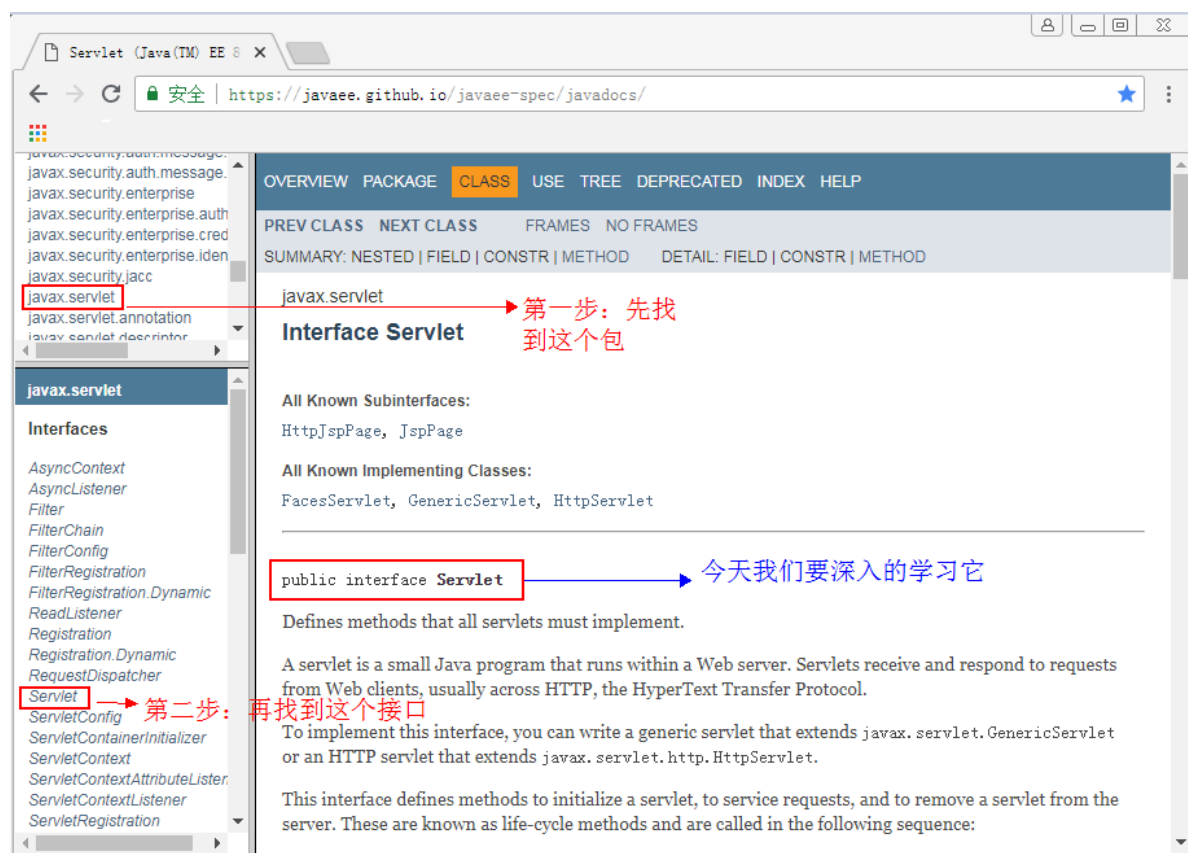 Servlet (Java(TM) EE 8
安全 | https://javaee.github.io/javaee-spec/javadocs/
javax.security.auth.message.
javax.security.auth.message.
javax.security.enterprise
javax.security.enterprise.auth
javax.security.enterprise.cred
javax.security.enterprise.iden
javax.security.jacc
javax.servlet
javax.servlet.annotation
javax.servlet.descriptor
javax.servlet
Interfaces
AsyncContext
AsyncListener
Filter
FilterChain
FilterConfig
FilterRegistration
FilterRegistration.Dynamic
ReadListener
Registration
Registration.Dynamic
RequestDispatcher
Servlet
ServletConfig
ServletContainerInitializer
ServletContext
ServletContextAttributeListen
ServletContextListener
ServletRegistration
OVERVIEW PACKAGE CLASS USE TREE DEPRECATED INDEX HELP
PREV CLASS NEXT CLASS FRAMES NO FRAMES
SUMMARY: NESTED | FIELD | CONSTR | METHOD DETAIL: FIELD | CONSTR | METHOD
javax.servlet
Interface Servlet
第一步：先找
到这个包
All Known Subinterfaces:
HttpJspPage, JspPage
All Known Implementing Classes:
FacesServlet, GenericServlet, HttpServlet
public interface Servlet
今天我们要深入的学习它
Defines methods that all servlets must implement.
A servlet is a small Java program that runs within a Web server. Servlets receive and respond to requests
from Web clients, usually across HTTP, the HyperText Transfer Protocol.
第二步：再找到这个接口
To implement this interface, you can write a generic servlet that extends javax.servlet.GenericServlet
or an HTTP servlet that extends javax.servlet.http.HttpServlet.
This interface defines methods to initialize a servlet, to service requests, and to remove a servlet from the
server. These are known as life-cycle methods and are called in the following sequence: